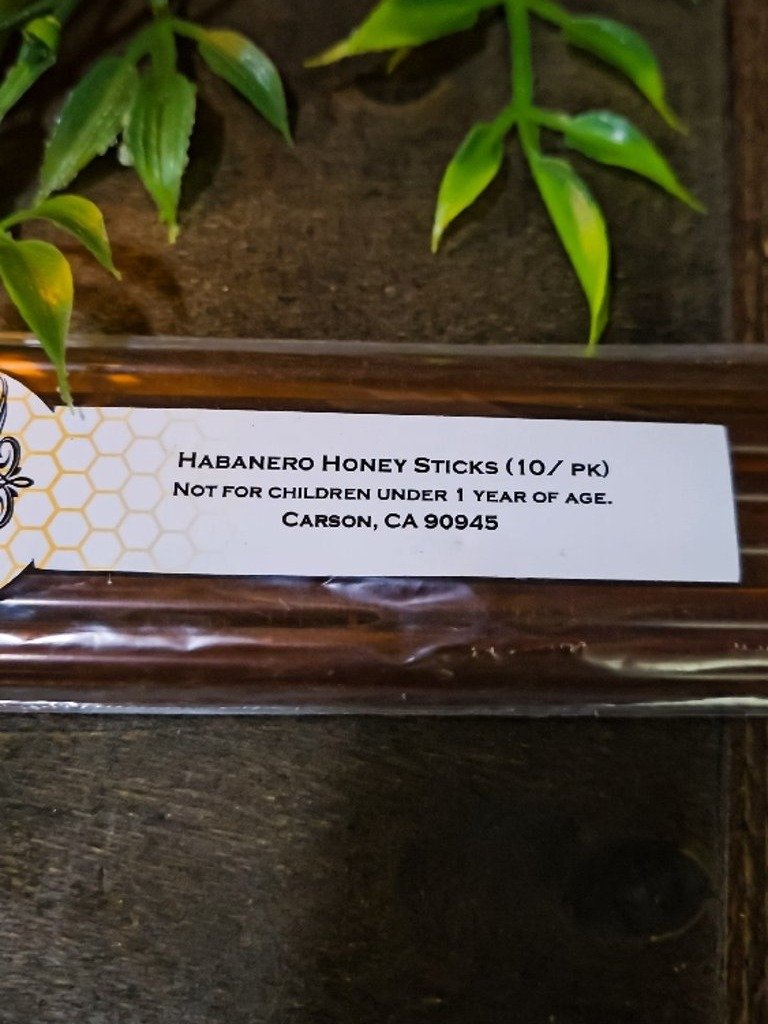 Habanero Honey Sticks (10/ pk)
Not for children under 1 year of age.
Carson, CA 90945